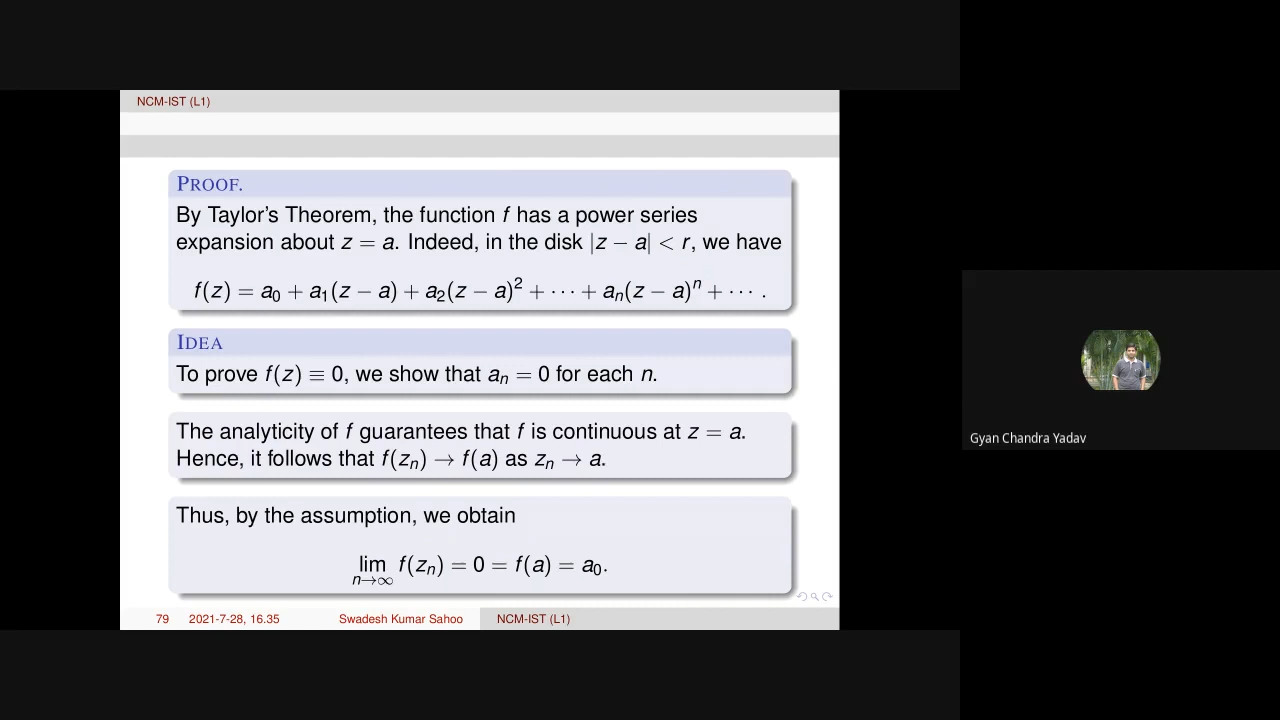 NCM-IST (L1)
PROOF.
By Taylor's Theorem, the function f has a power series
expansion about z = a. Indeed, in the disk |z − a| < r, we have
f(z) = a₀ + a₁(z − a) + a₂(z − a)² + ⋯ + aₙ(z − a)ⁿ + ⋯ .
IDEA
To prove f(z) ≡ 0, we show that aₙ = 0 for each n.
The analyticity of f guarantees that f is continuous at z = a.
Hence, it follows that f(zₙ) → f(a) as zₙ → a.
Thus, by the assumption, we obtain
lim f(zₙ) = 0 = f(a) = a₀.
n→∞
79 2021-7-28, 16.35 Swadesh Kumar Sahoo NCM-IST (L1)
Gyan Chandra Yadav